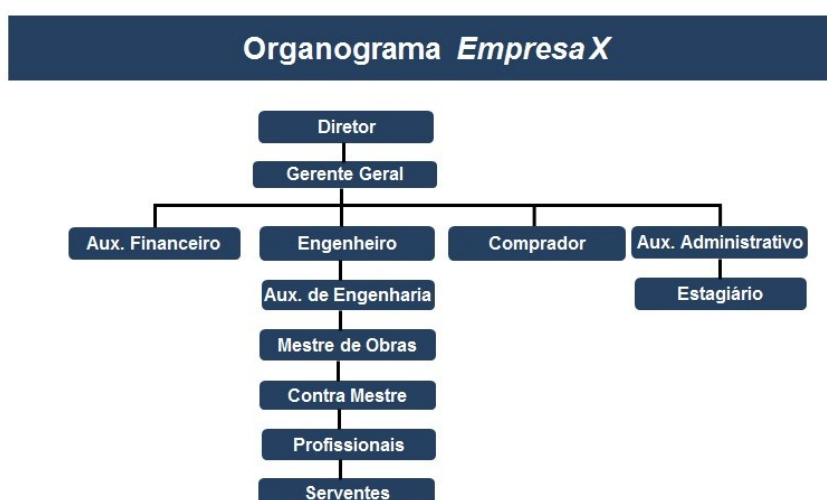 Organograma Empresa X
Diretor
Gerente Geral
Aux. Financeiro
Engenheiro
Comprador
Aux. Administrativo
Aux. de Engenharia
Estagiário
Mestre de Obras
Contra Mestre
Profissionais
Serventes